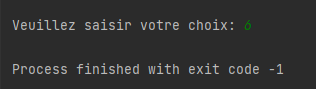 Veuillez saisir votre choix: 6
Process finished with exit code -1